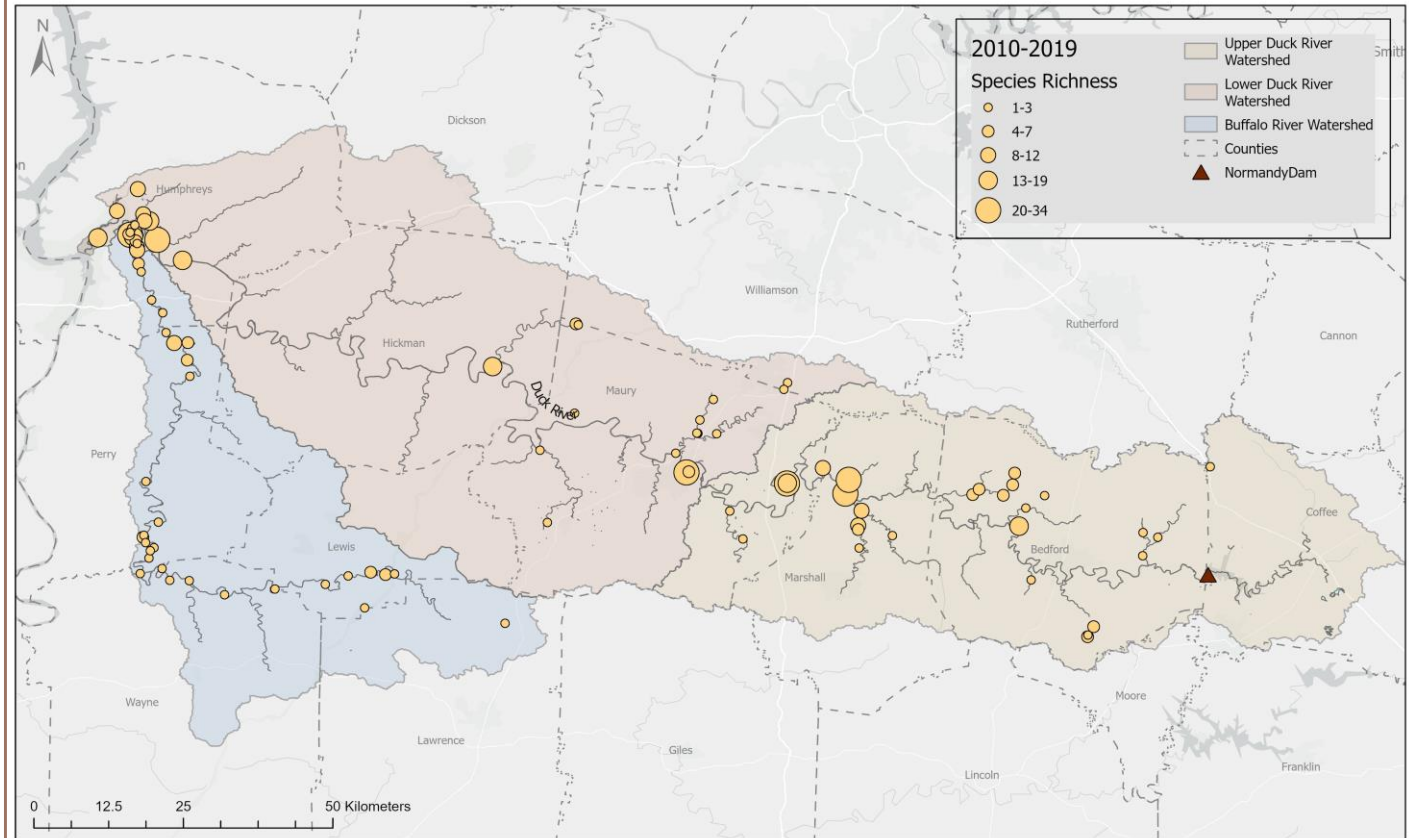 N
2010-2019
Species Richness
1-3
4-7
8-12
13-19
20-34
Upper Duck River
Watershed
Lower Duck River
Watershed
Buffalo River Watershed
Counties
NormandyDam
Smith
Dickson
Humphreys
Williamson
Rutherford
Cannon
Hickman
Maury
Duck River
Perry
Coffee
Lewis
Bedford
Marshall
Wayne
Moore
Lawrence
Giles
Franklin
Lincoln
0 12.5 25 50 Kilometers